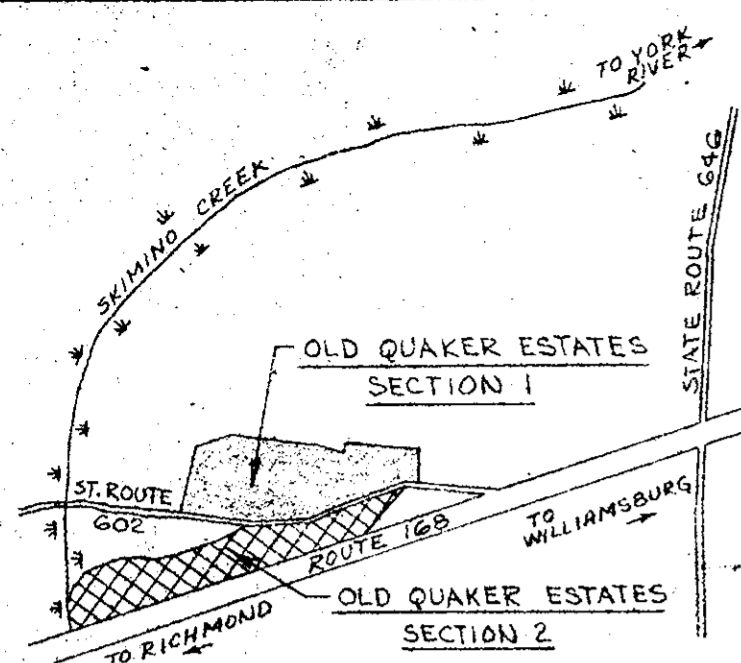 TO YORK
RIVER
SKIMINO CREEK
STATE ROUTE 646
OLD QUAKER ESTATES
SECTION 1
ST. ROUTE
602
ROUTE 168
TO
WILLIAMSBURG
OLD QUAKER ESTATES
SECTION 2
TO RICHMOND